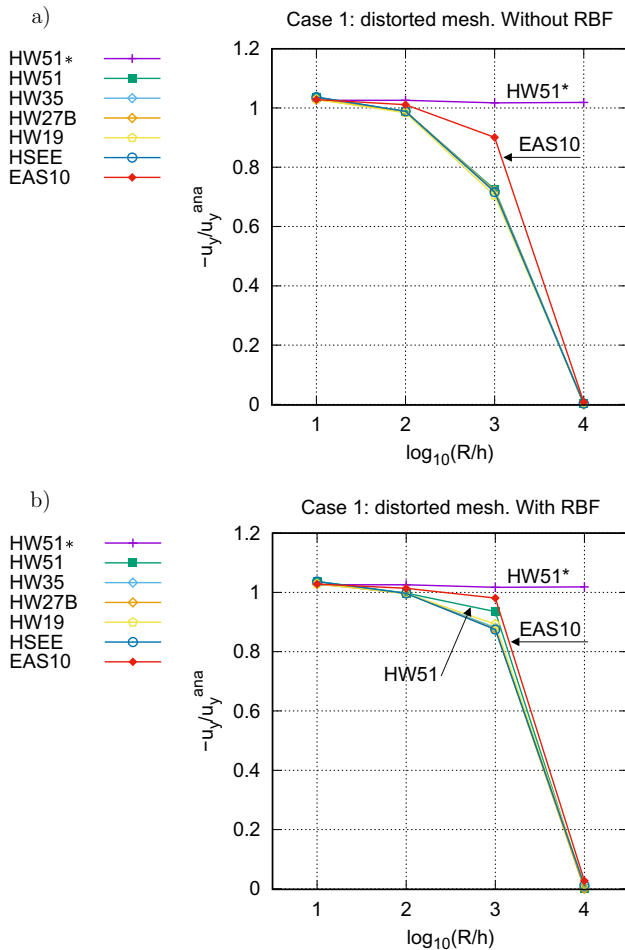 a)
Case 1: distorted mesh. Without RBF
HW51*
HW51
HW35
HW27B
HW19
HSEE
EAS10
1.2
1
0.8
0.6
0.4
0.2
0
−u_y/u_y^ana
HW51*
EAS10
1 2 3 4
log10(R/h)
b)
Case 1: distorted mesh. With RBF
HW51*
HW51
HW35
HW27B
HW19
HSEE
EAS10
1.2
1
0.8
0.6
0.4
0.2
0
−u_y/u_y^ana
HW51*
EAS10
HW51
1 2 3 4
log10(R/h)